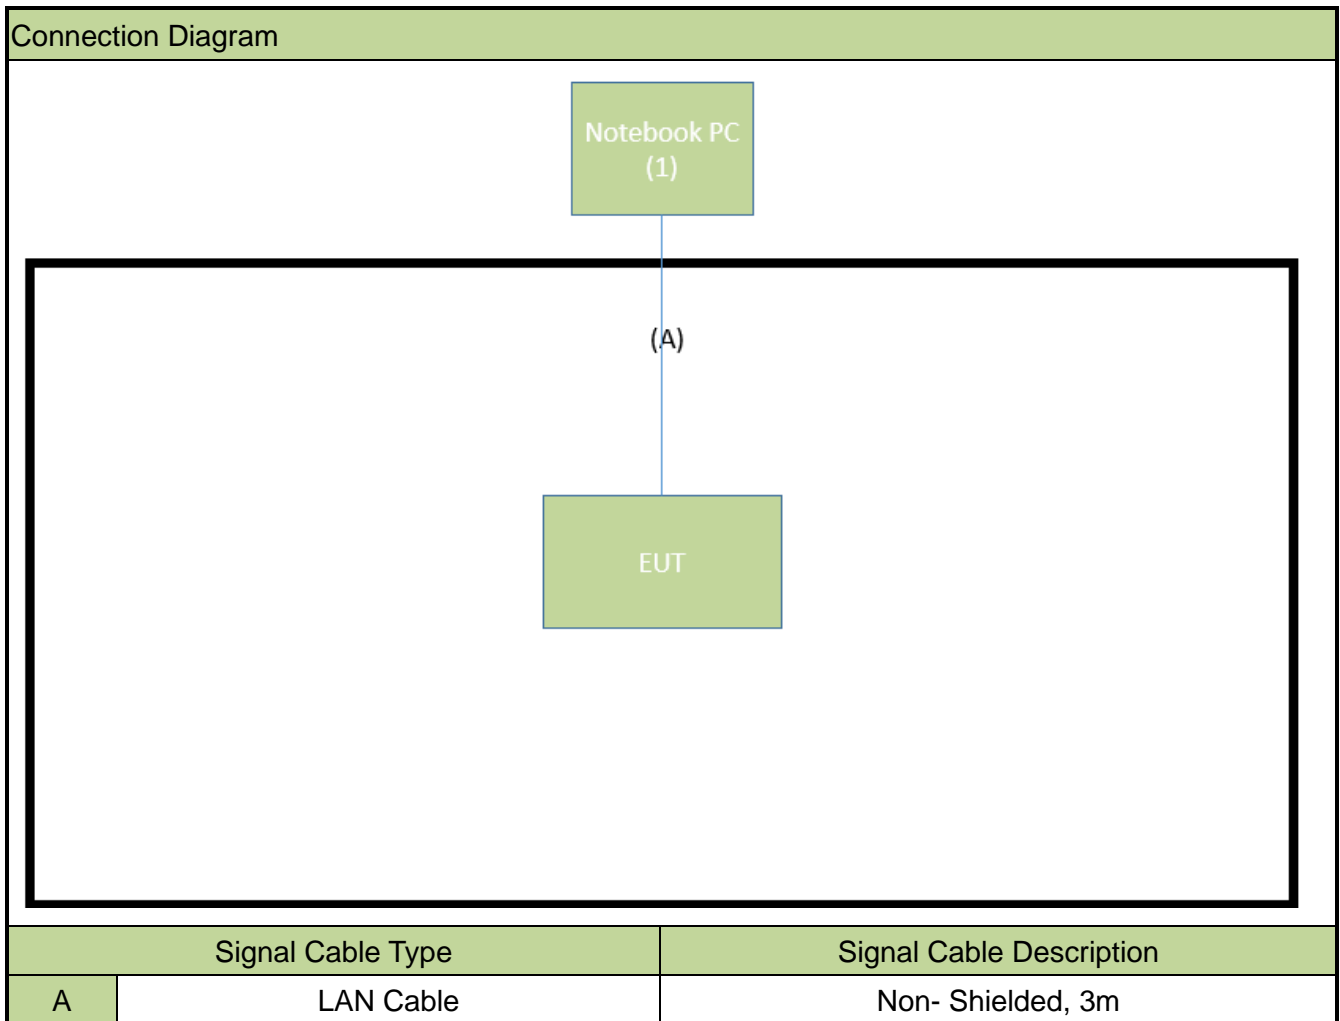 Connection Diagram
Notebook PC
(1)
(A)
EUT
Signal Cable Type Signal Cable Description
A LAN Cable Non- Shielded, 3m